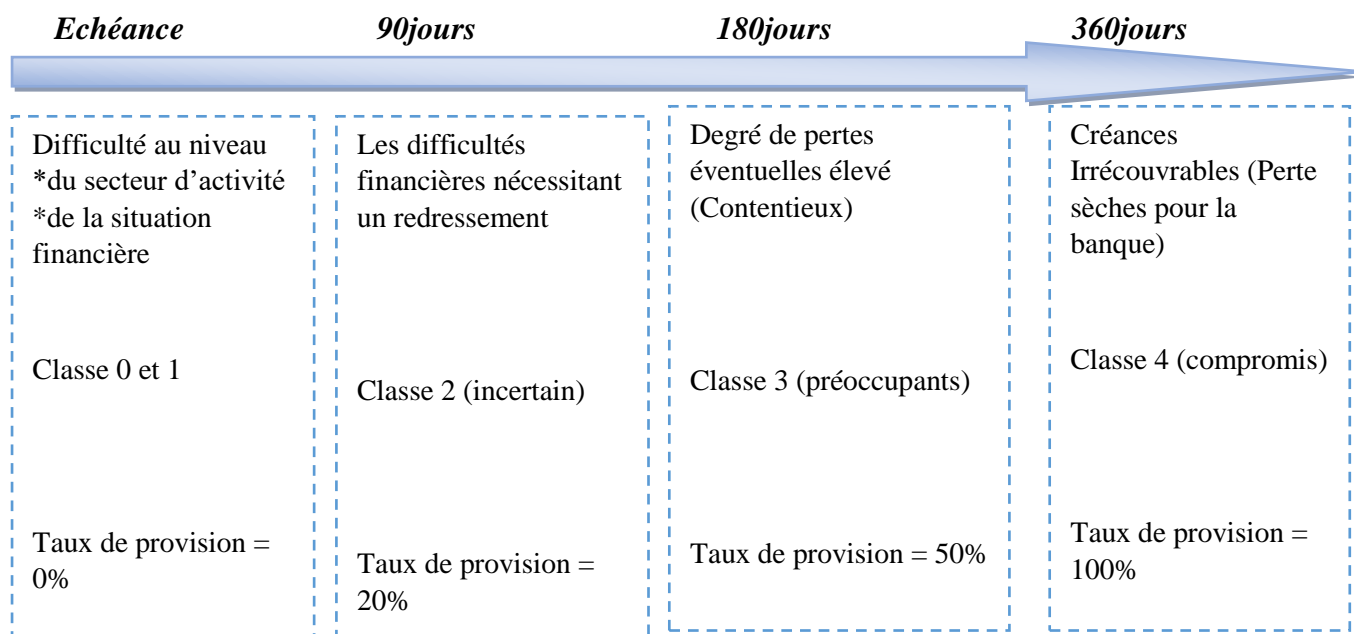 Echéance 90jours 180jours 360jours
Difficulté au niveau
*du secteur d’activité
*de la situation
financière
Classe 0 et 1
Taux de provision =
0%
Les difficultés
financières nécessitant
un redressement
Classe 2 (incertain)
Taux de provision =
20%
Degré de pertes
éventuelles élevé
(Contentieux)
Classe 3 (préoccupants)
Taux de provision = 50%
Créances
Irrécouvrables (Perte
sèches pour la
banque)
Classe 4 (compromis)
Taux de provision =
100%